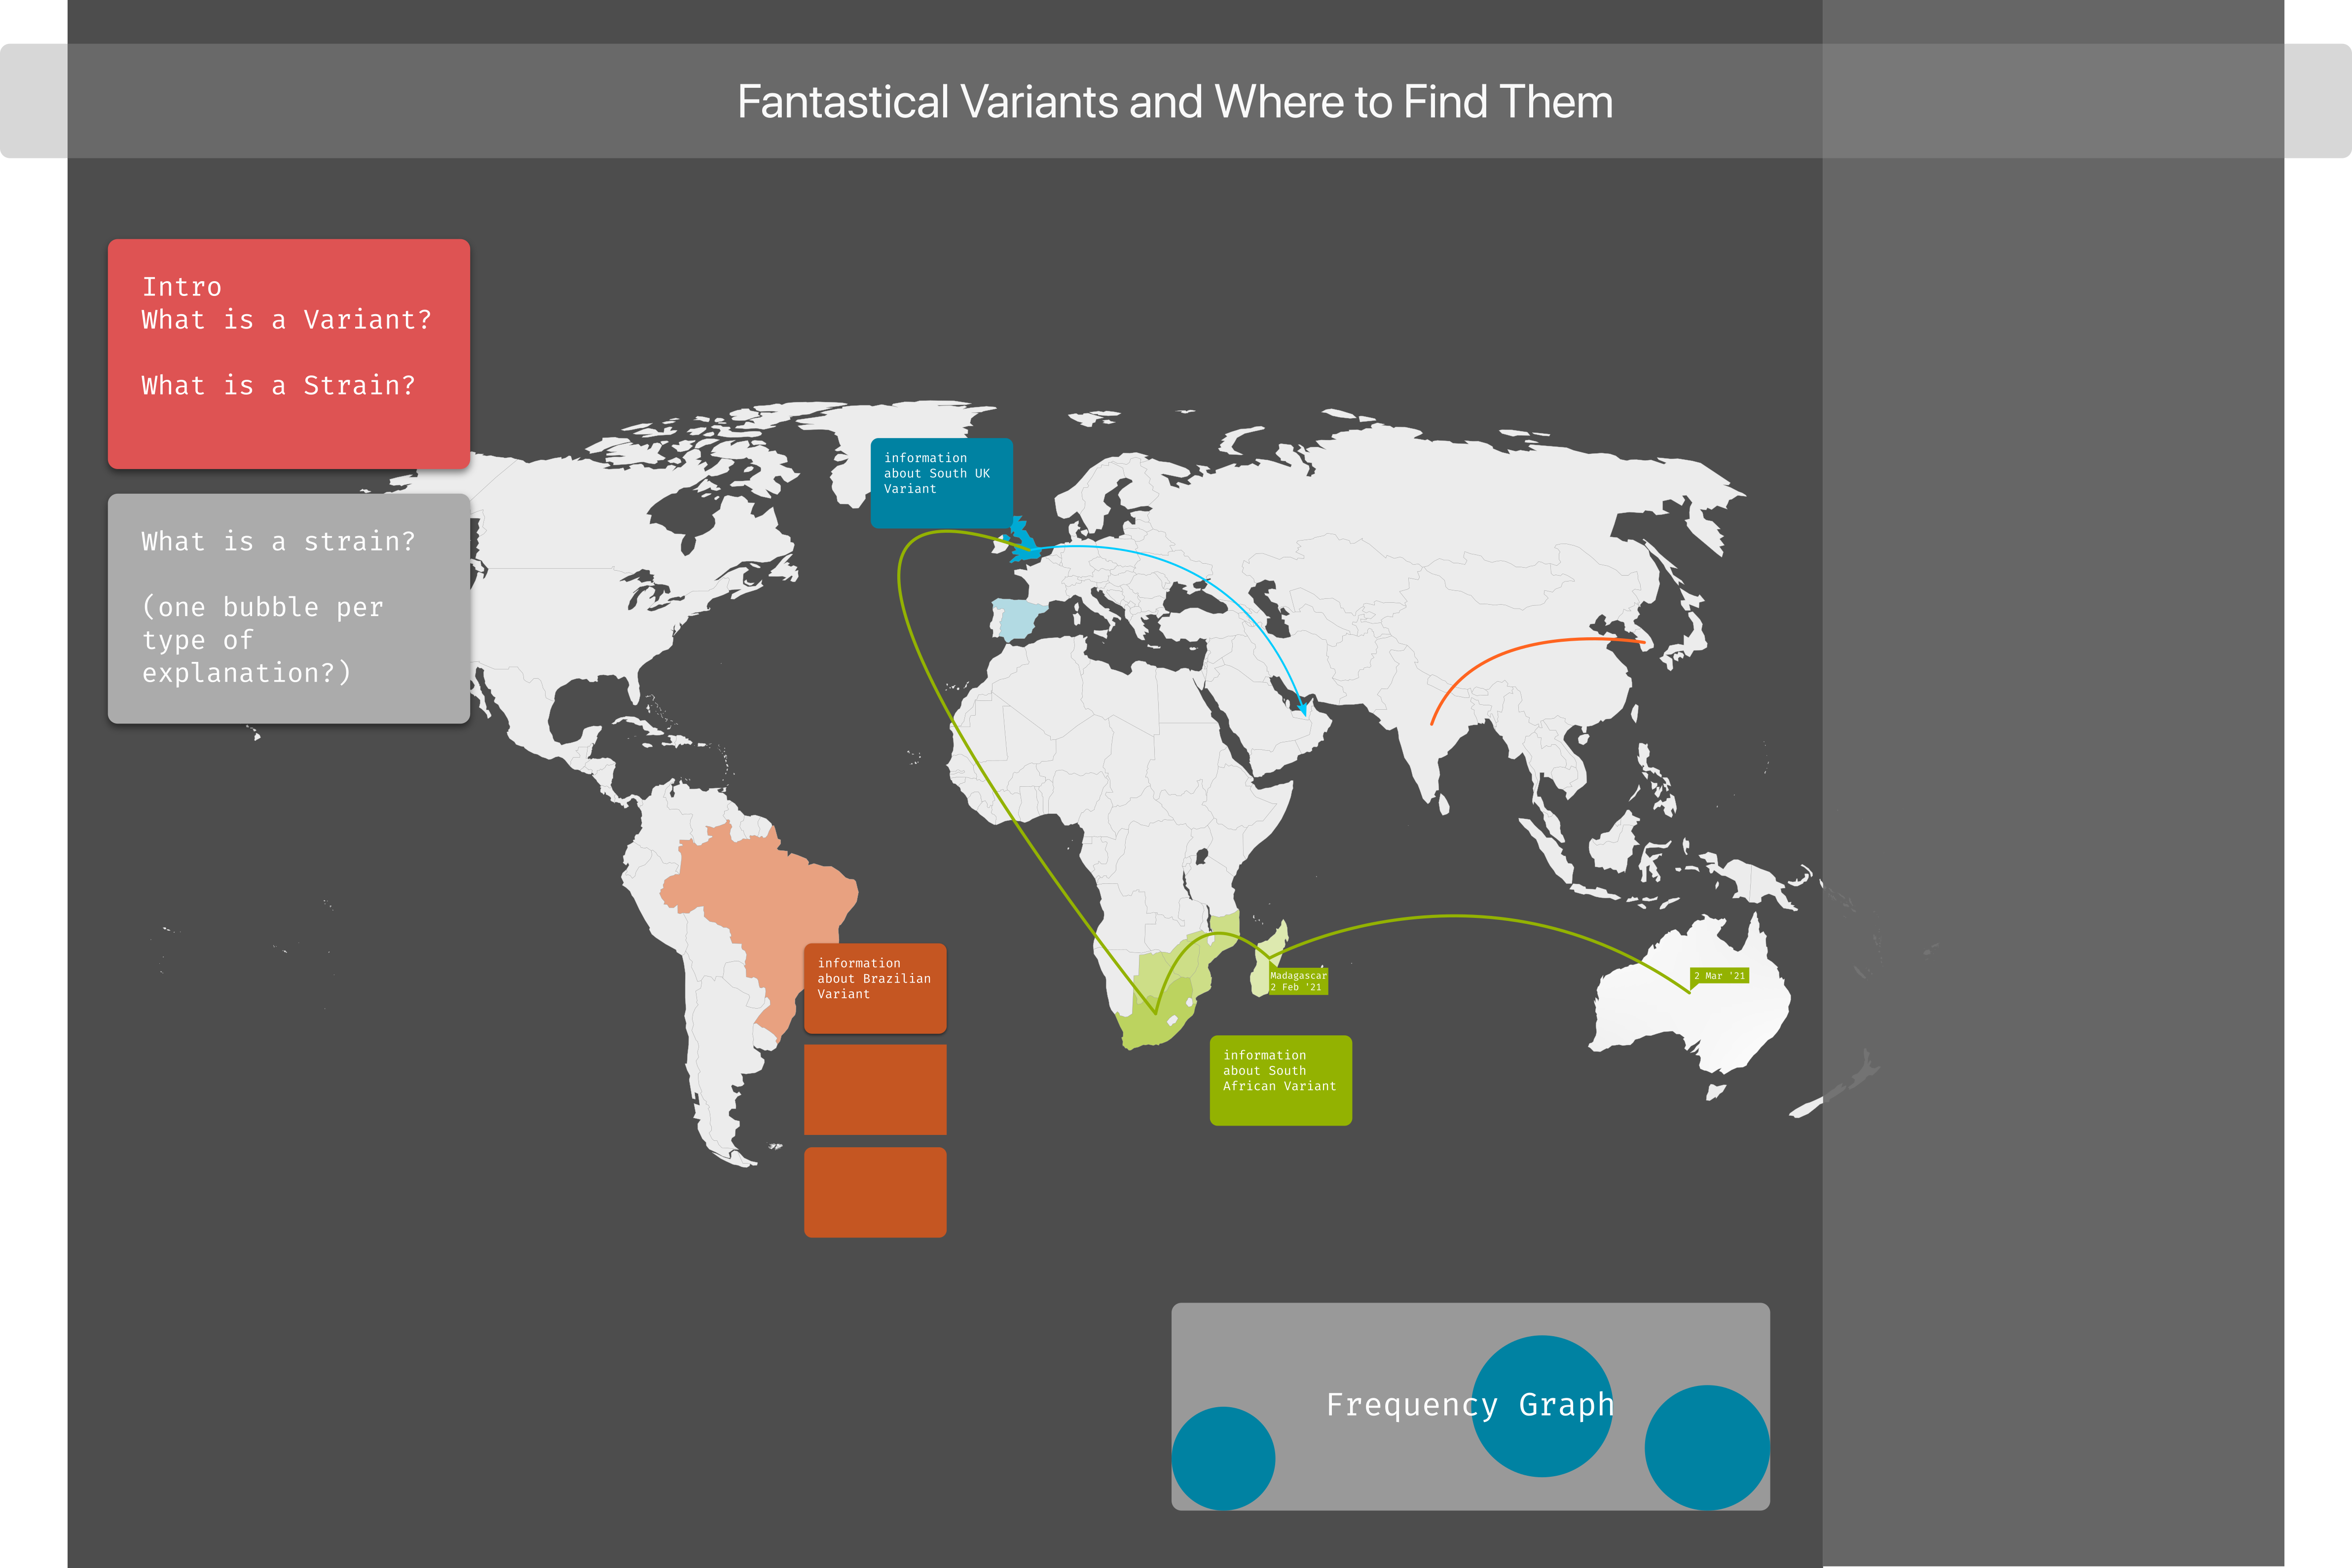 Fantastical Variants and Where to Find Them
Intro
What is a Variant?
What is a Strain?
What is a strain?
(one bubble per
type of
explanation?)
information
about South UK
Variant
information
about Brazilian
Variant
Madagascar
2 Feb '21
2 Mar '21
information
about South
African Variant
Frequency Graph